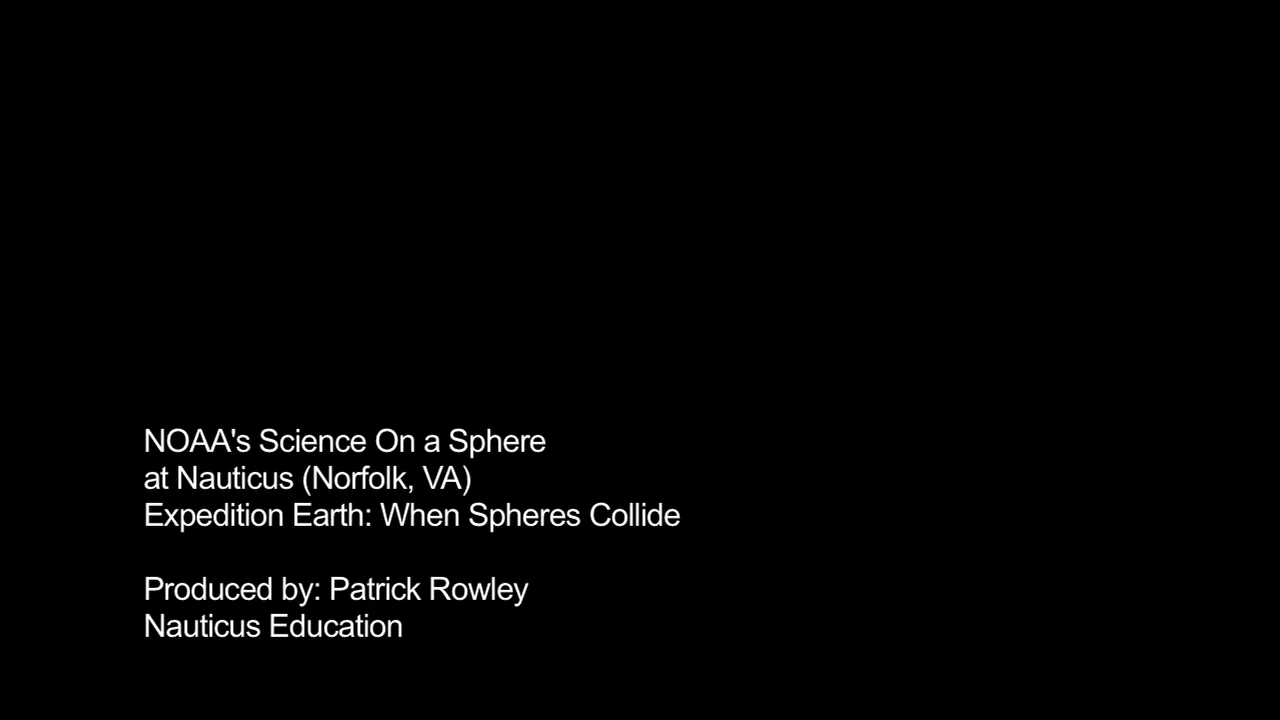 NOAA's Science On a Sphere
at Nauticus (Norfolk, VA)
Expedition Earth: When Spheres Collide
Produced by: Patrick Rowley
Nauticus Education